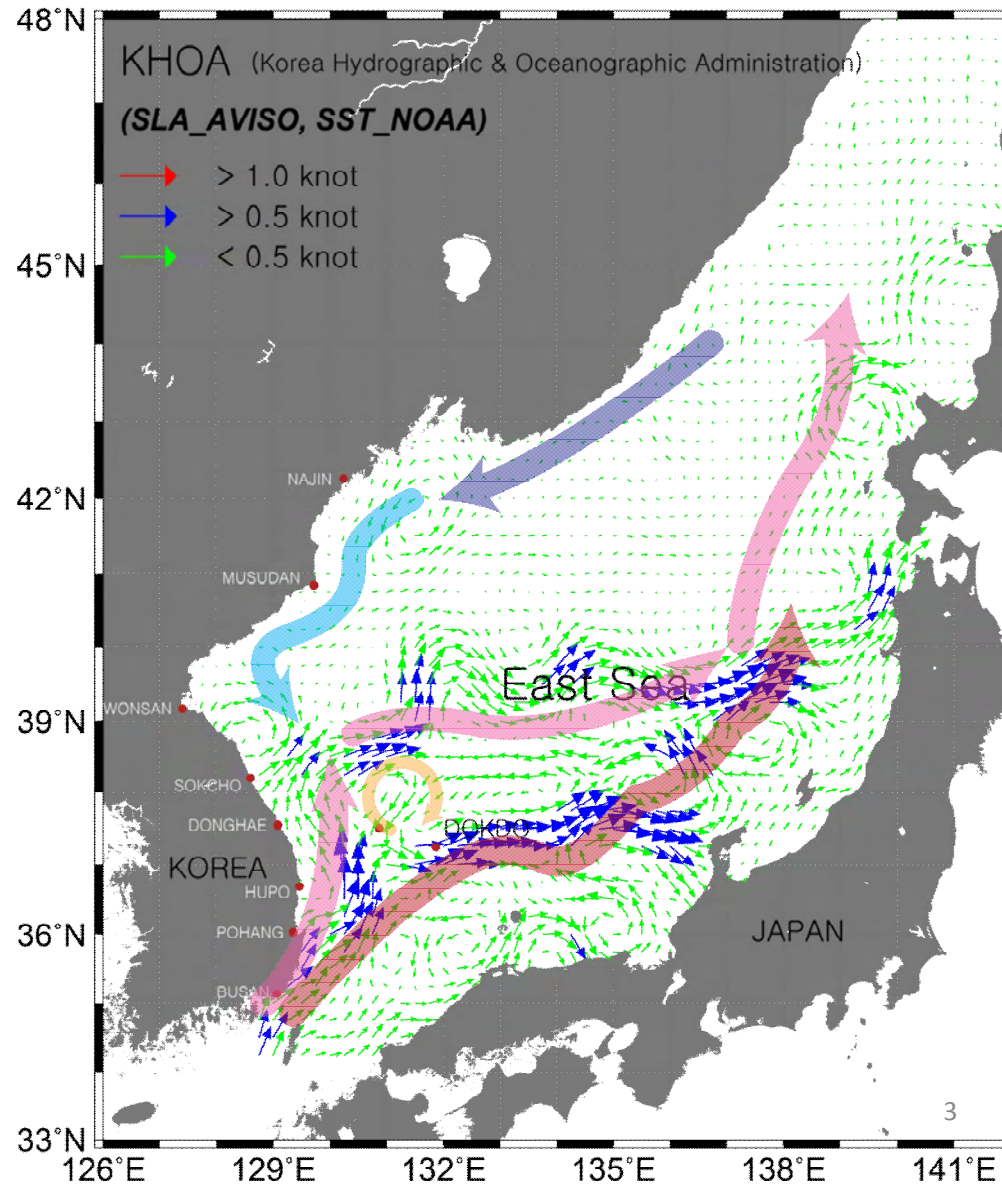 48°N
KHOA (Korea Hydrographic & Oceanographic Administration)
(SLA_AVISO, SST_NOAA)
> 1.0 knot
> 0.5 knot
< 0.5 knot
45°N
NAJIN
42°N
MUSUDAN
East Sea
WONSAN
39°N
SOKCHO
DONGHAE
DOKDO
KOREA
HUPO
36°N
POHANG
JAPAN
BUSAN
3
33°N
126°E
129°E
132°E
135°E
138°E
141°E